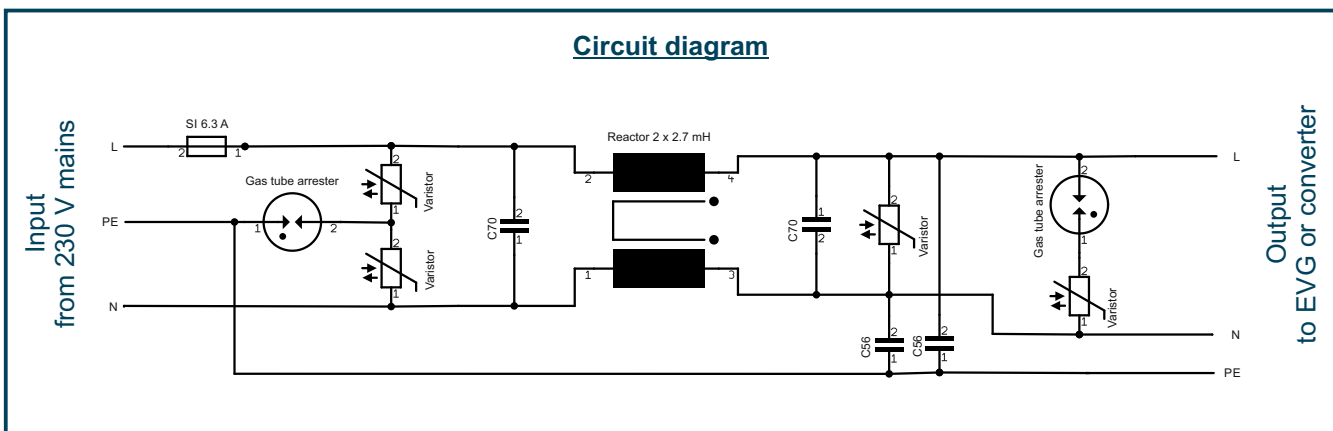 Circuit diagram
Input
from 230 V mains
L
SI 6.3 A
2
1
PE
Gas tube arrester
1
2
N
2
1
Varistor
2
1
Varistor
C70
2
1
Reactor 2 x 2.7 mH
2
4
1
3
C70
1
2
2
1
Varistor
C56
2
1
C56
2
1
Gas tube arrester
2
1
2
1
Varistor
L
N
PE
Output
to EVG or converter